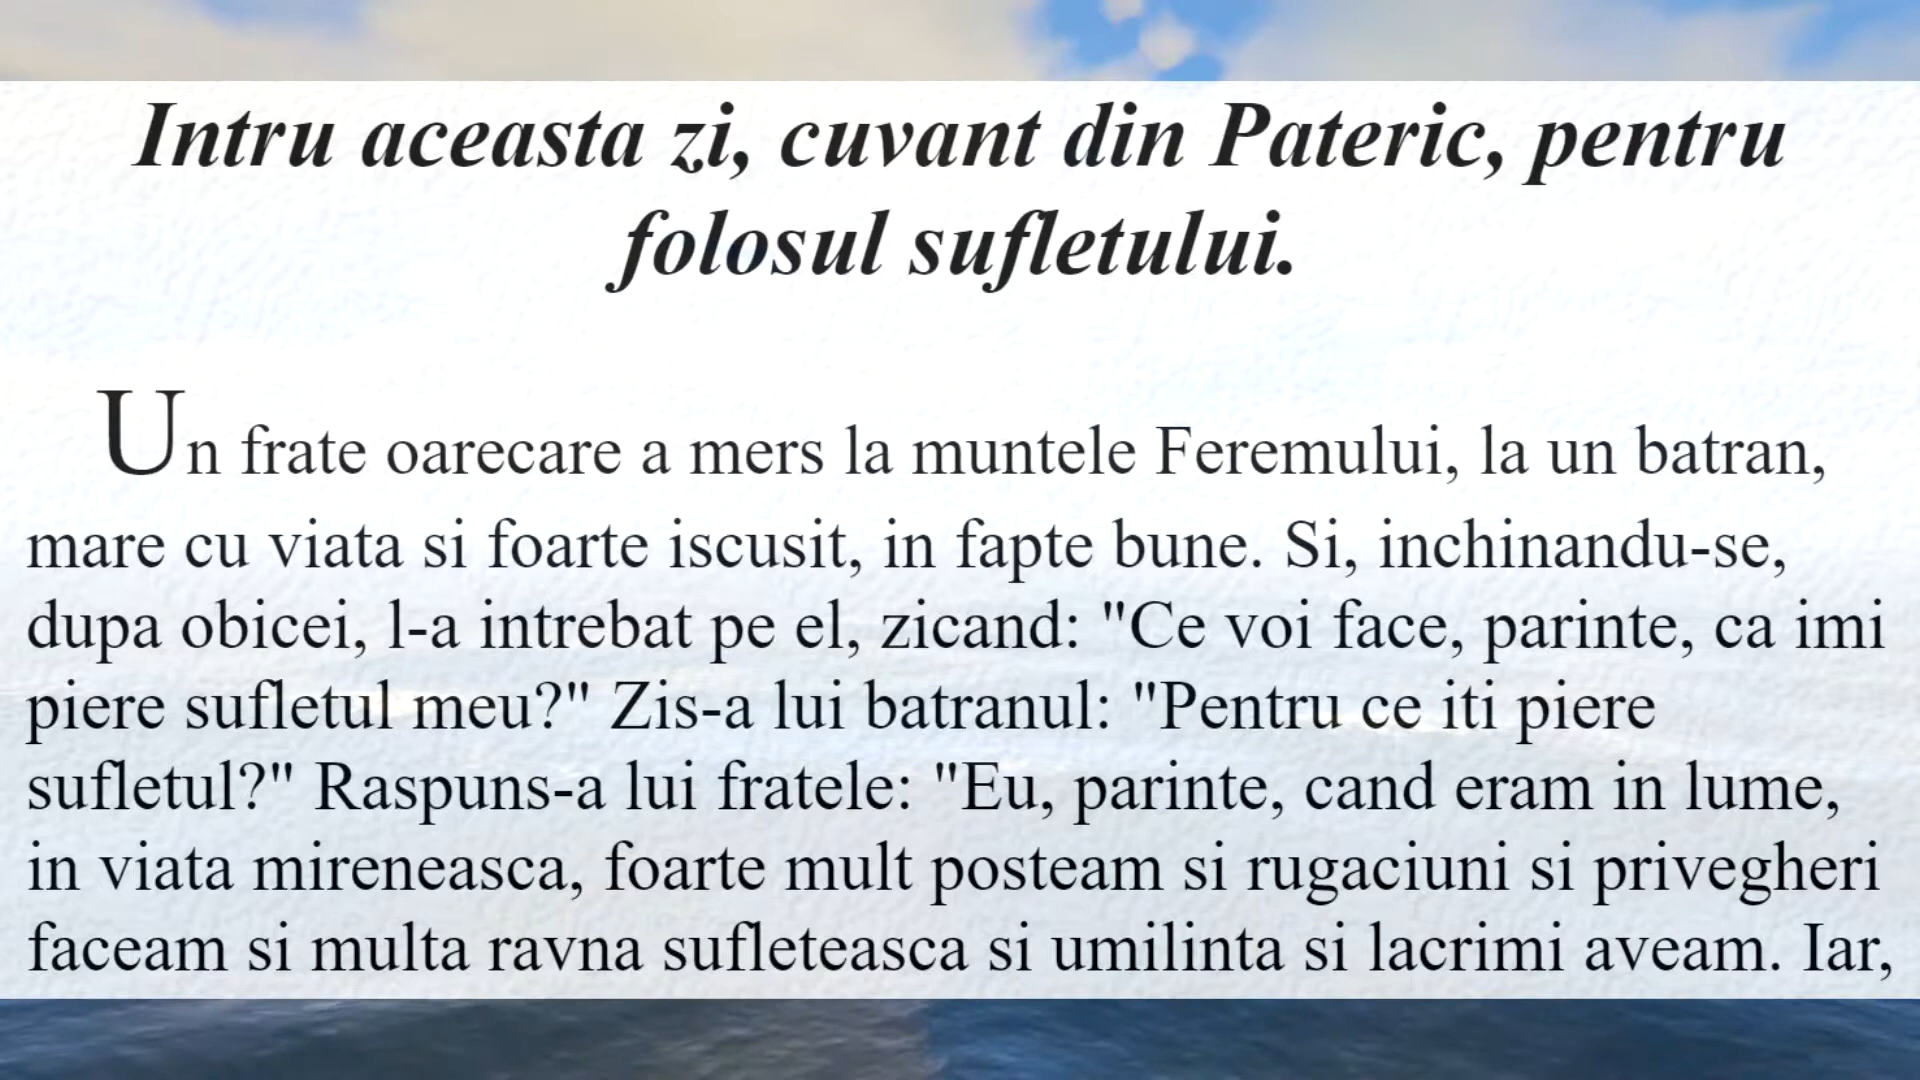 Intru aceasta zi, cuvant din Pateric, pentru
folosul sufletului.
Un frate oarecare a mers la muntele Feremului, la un batran,
mare cu viata si foarte iscusit, in fapte bune. Si, inchinandu-se,
dupa obicei, l-a intrebat pe el, zicand: "Ce voi face, parinte, ca imi
piere sufletul meu?" Zis-a lui batranul: "Pentru ce iti piere
sufletul?" Raspuns-a lui fratele: "Eu, parinte, cand eram in lume,
in viata mireneasca, foarte mult posteam si rugaciuni si privegheri
faceam si multa ravna sufleteasca si umilinta si lacrimi aveam. Iar,